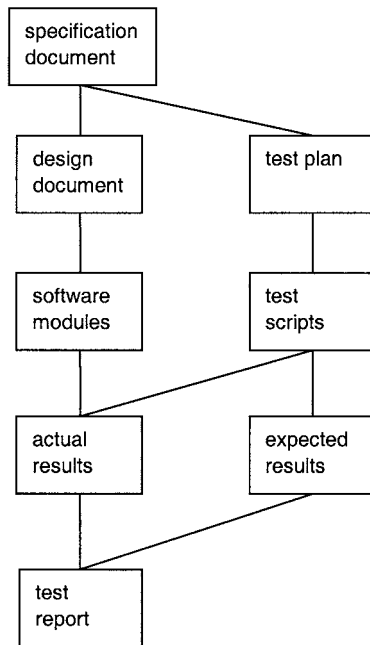 specification
document
design
document
test plan
software
modules
test
scripts
actual
results
expected
results
test
report